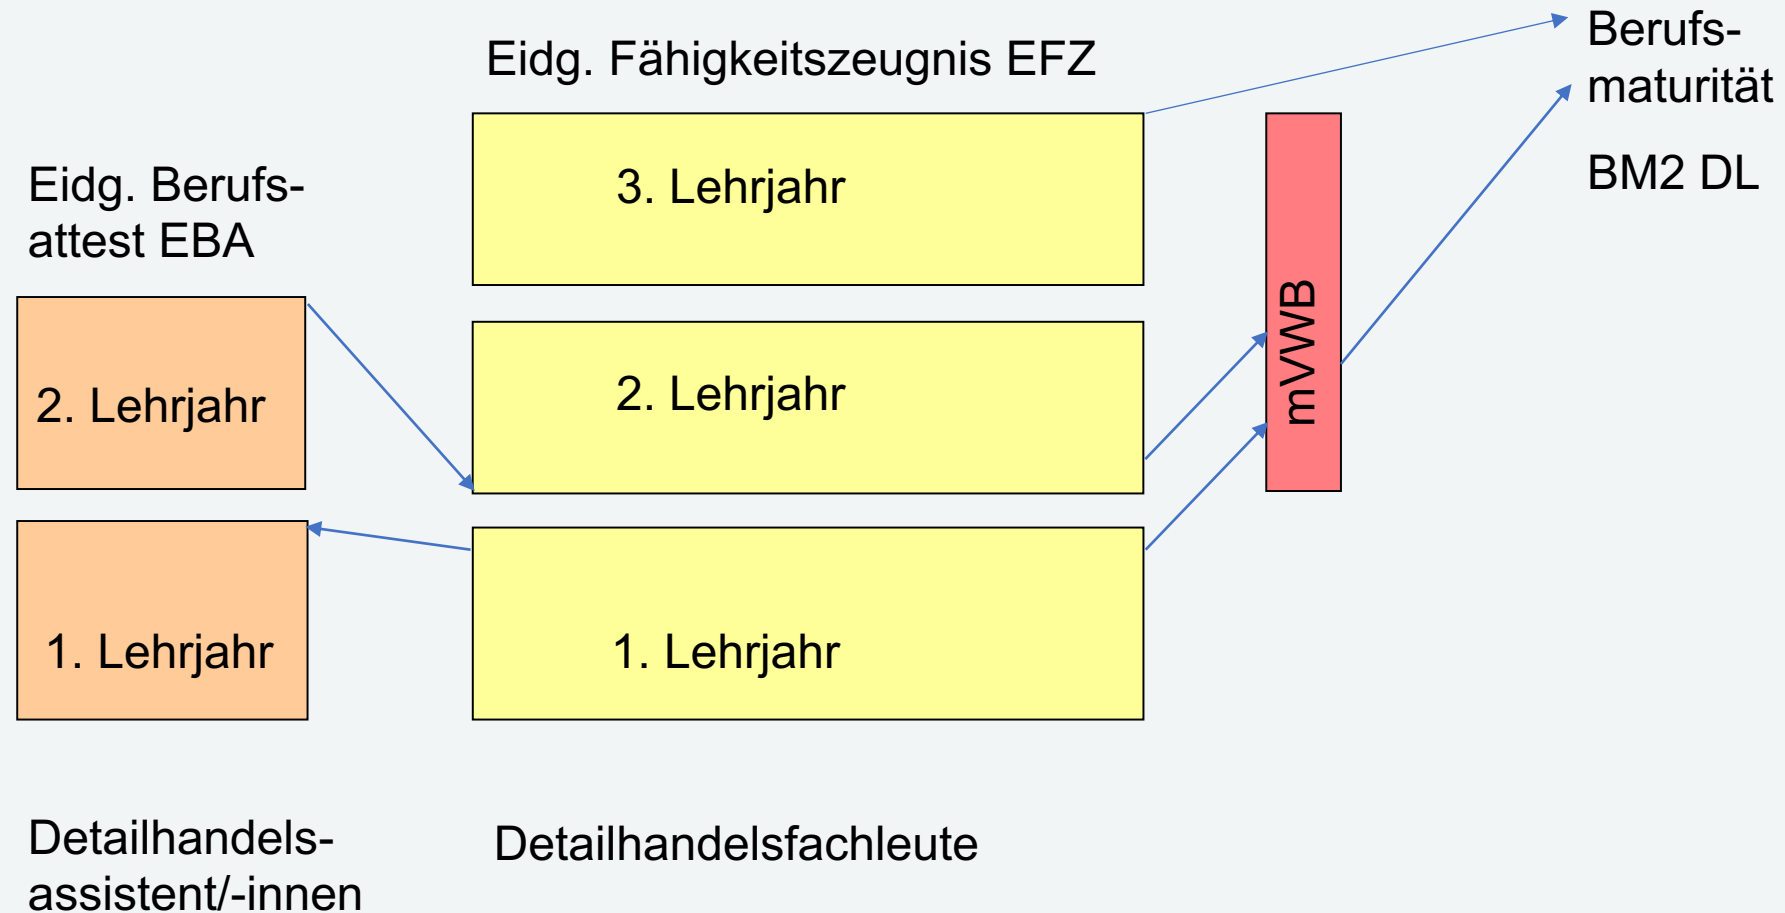 Eidg. Fähigkeitszeugnis EFZ
Berufs-
maturität
BM2 DL
Eidg. Berufs-
attest EBA
3. Lehrjahr
2. Lehrjahr
2. Lehrjahr
mVWB
1. Lehrjahr
1. Lehrjahr
Detailhandels-
assistent/-innen
Detailhandelsfachleute